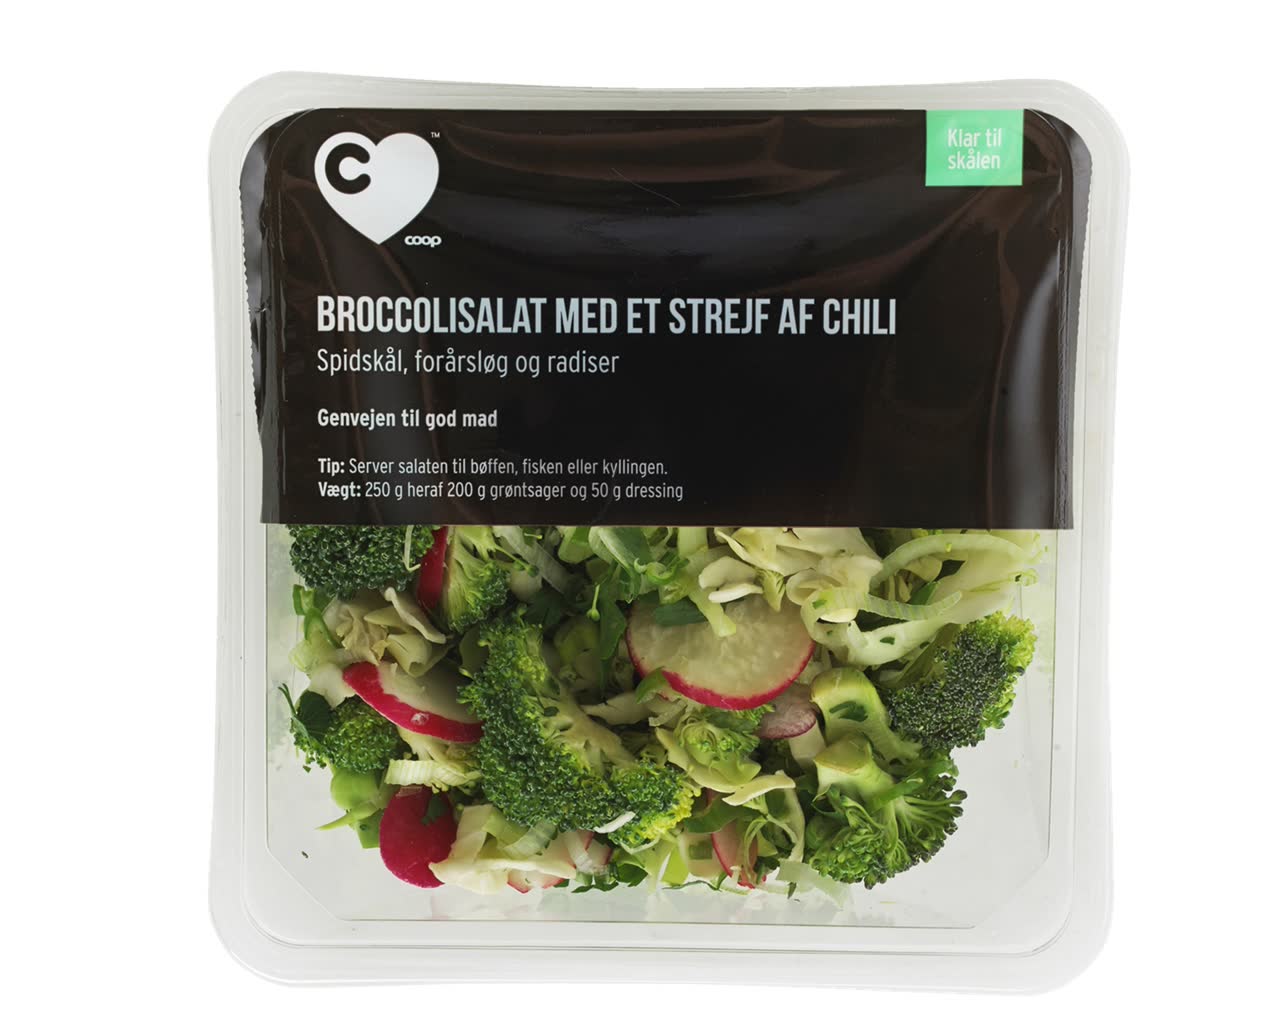 C
™
coop
Klar til
skålen
BROCCOLISALAT MED ET STREJF AF CHILI
Spidskål, forårsløg og radiser
Genvejen til god mad
Tip: Server salaten til bøffen, fisken eller kyllingen.
Vægt: 250 g heraf 200 g grøntsager og 50 g dressing